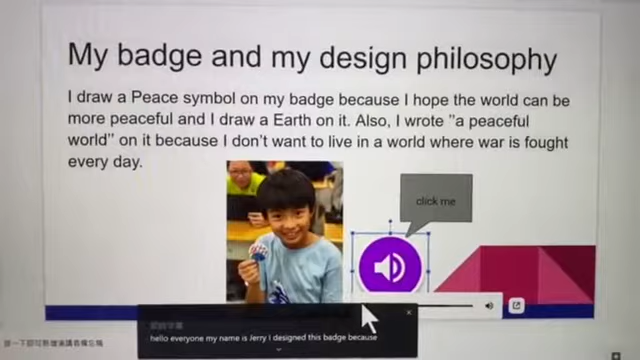 My badge and my design philosophy
I draw a Peace symbol on my badge because I hope the world can be
more peaceful and I draw a Earth on it. Also, I wrote "a peaceful
world" on it because I don't want to live in a world where war is fought
every day.
click me
hello everyone my name is Jerry I designed this badge because